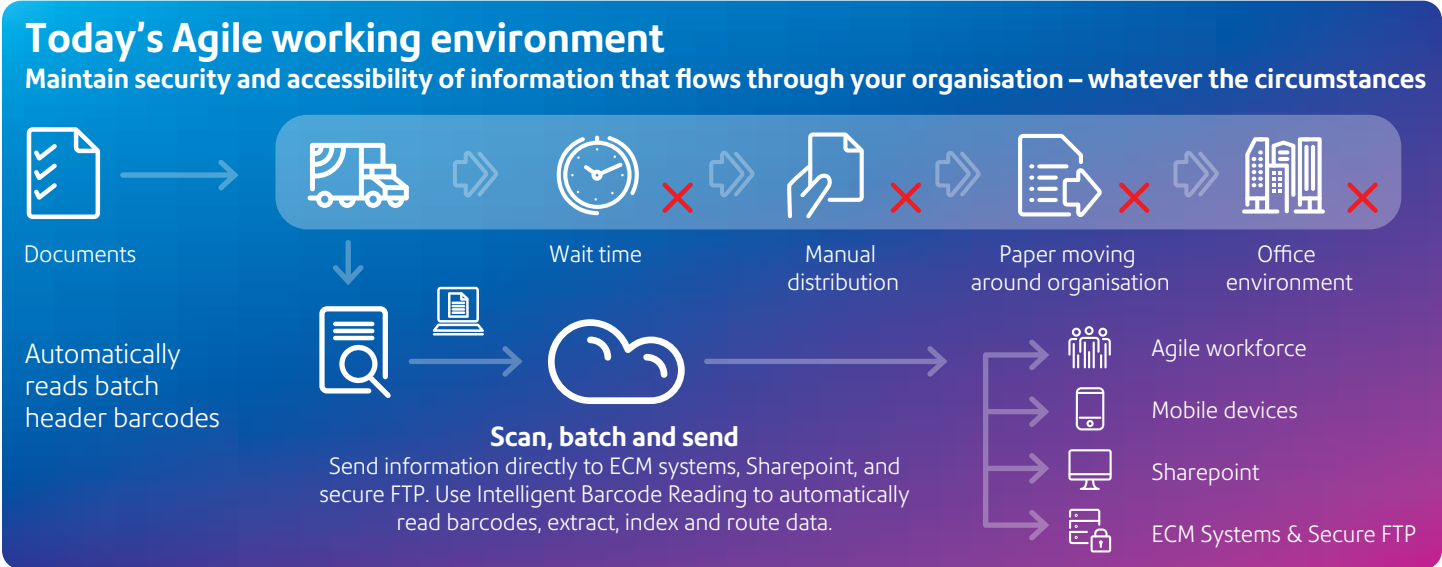 Today's Agile working environment
Maintain security and accessibility of information that flows through your organisation – whatever the circumstances
Documents
Wait time
Manual
distribution
Paper moving
around organisation
Office
environment
Automatically
reads batch
header barcodes
Scan, batch and send
Send information directly to ECM systems, Sharepoint, and
secure FTP. Use Intelligent Barcode Reading to automatically
read barcodes, extract, index and route data.
Agile workforce
Mobile devices
Sharepoint
ECM Systems & Secure FTP